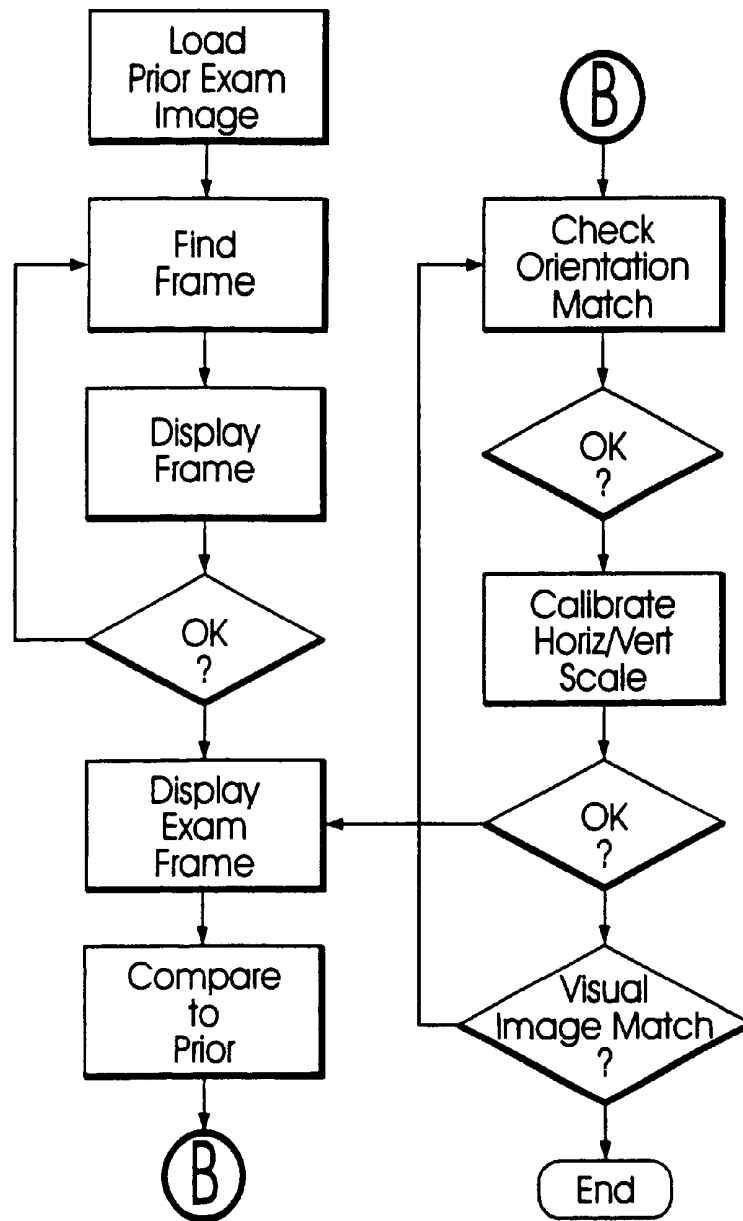 Load
Prior Exam
Image
Find
Frame
Display
Frame
OK
?
Display
Exam
Frame
Compare
to
Prior
B
B
Check
Orientation
Match
OK
?
Calibrate
Horiz/Vert
Scale
OK
?
Visual
Image Match
?
End